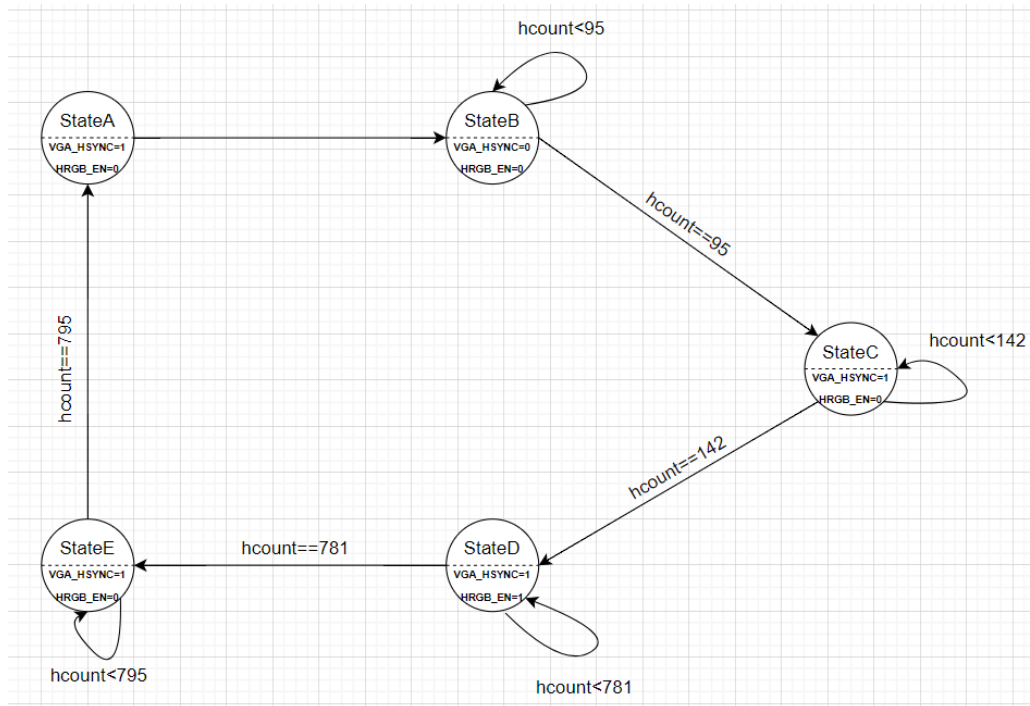 hcount<95
StateA
VGA_HSYNC=1
HRGB_EN=0
StateB
VGA_HSYNC=0
HRGB_EN=0
hcount==95
StateC
VGA_HSYNC=1
HRGB_EN=0
hcount<142
hcount==795
hcount==142
StateE
VGA_HSYNC=1
HRGB_EN=0
hcount==781
StateD
VGA_HSYNC=1
HRGB_EN=1
hcount<795
hcount<781